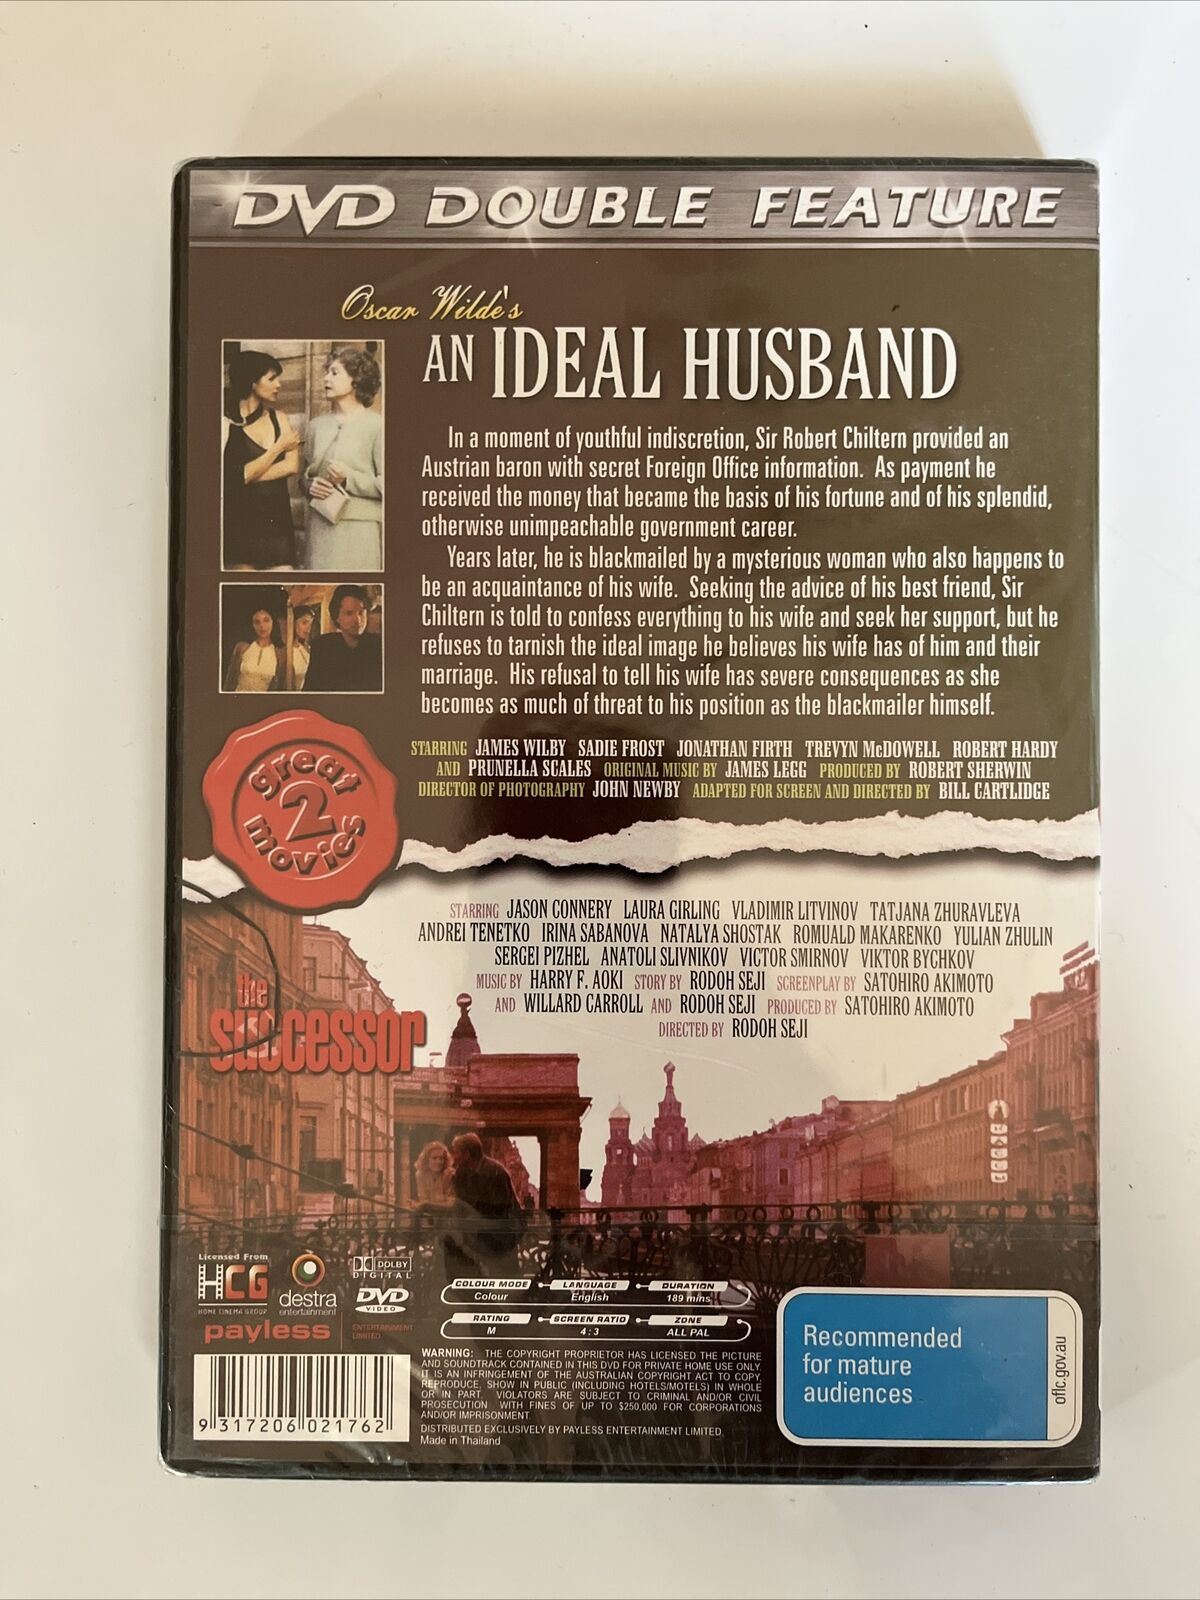 DVD DOUBLE FEATURE
Oscar Wilde's
AN IDEAL HUSBAND
In a moment of youthful indiscretion, Sir Robert Chiltern provided an
Austrian baron with secret Foreign Office information. As payment he
received the money that became the basis of his fortune and of his splendid,
otherwise unimpeachable government career.
Years later, he is blackmailed by a mysterious woman who also happens to
be an acquaintance of his wife. Seeking the advice of his best friend, Sir
Chiltern is told to confess everything to his wife and seek her support, but he
refuses to tarnish the ideal image he believes his wife has of him and their
marriage. His refusal to tell his wife has severe consequences as she
becomes as much of threat to his position as the blackmailer himself.
STARRING JAMES WILBY SADIE FROST JONATHAN FIRTH TREVYN McDOWELL ROBERT HARDY
AND PRUNELLA SCALES ORIGINAL MUSIC BY JAMES LEGG PRODUCED BY ROBERT SHERWIN
DIRECTOR OF PHOTOGRAPHY JOHN NEWBY ADAPTED FOR SCREEN AND DIRECTED BY BILL CARTLIDGE
great
2
movies
STARRING JASON CONNERY LAURA GIRLING VLADIMIR LITVINOV TATJANA ZHURAVLEVA
ANDREI TENETKO IRINA SABANOVA NATALYA SHOSTAK ROMUALD MAKARENKO YULIAN ZHULIN
SERGEI PIZHEL ANATOLI SLIVNIKOV VICTOR SMIRNOV VIKTOR BYCHKOV
MUSIC BY HARRY F. AOKI STORY BY RODOH SEJI SCREENPLAY BY SATOHIRO AKIMOTO
AND WILLARD CARROLL AND RODOH SEJI PRODUCED BY SATOHIRO AKIMOTO
DIRECTED BY RODOH SEJI
the
successor
Licensed From
HCG
HOME CINEMA GROUP
destra
entertainment
DOLBY
DIGITAL
DVD
VIDEO
payless
ENTERTAINMENT
LIMITED
COLOUR MODE LANGUAGE DURATION
Colour English 189 mins
RATING SCREEN RATIO ZONE
M 4:3 ALL PAL
WARNING: THE COPYRIGHT PROPRIETOR HAS LICENSED THE PICTURE
AND SOUNDTRACK CONTAINED IN THIS DVD FOR PRIVATE HOME USE ONLY.
IT IS AN INFRINGEMENT OF THE AUSTRALIAN COPYRIGHT ACT TO COPY,
REPRODUCE, SHOW IN PUBLIC (INCLUDING HOTELS/MOTELS) IN WHOLE
OR IN PART. VIOLATORS ARE SUBJECT TO CRIMINAL AND/OR CIVIL
PROSECUTION WITH FINES OF UP TO $250,000 FOR CORPORATIONS
AND/OR IMPRISONMENT.
DISTRIBUTED EXCLUSIVELY BY PAYLESS ENTERTAINMENT LIMITED
Made in Thailand
9 317206 021762
Recommended
for mature
audiences
oflc.gov.au